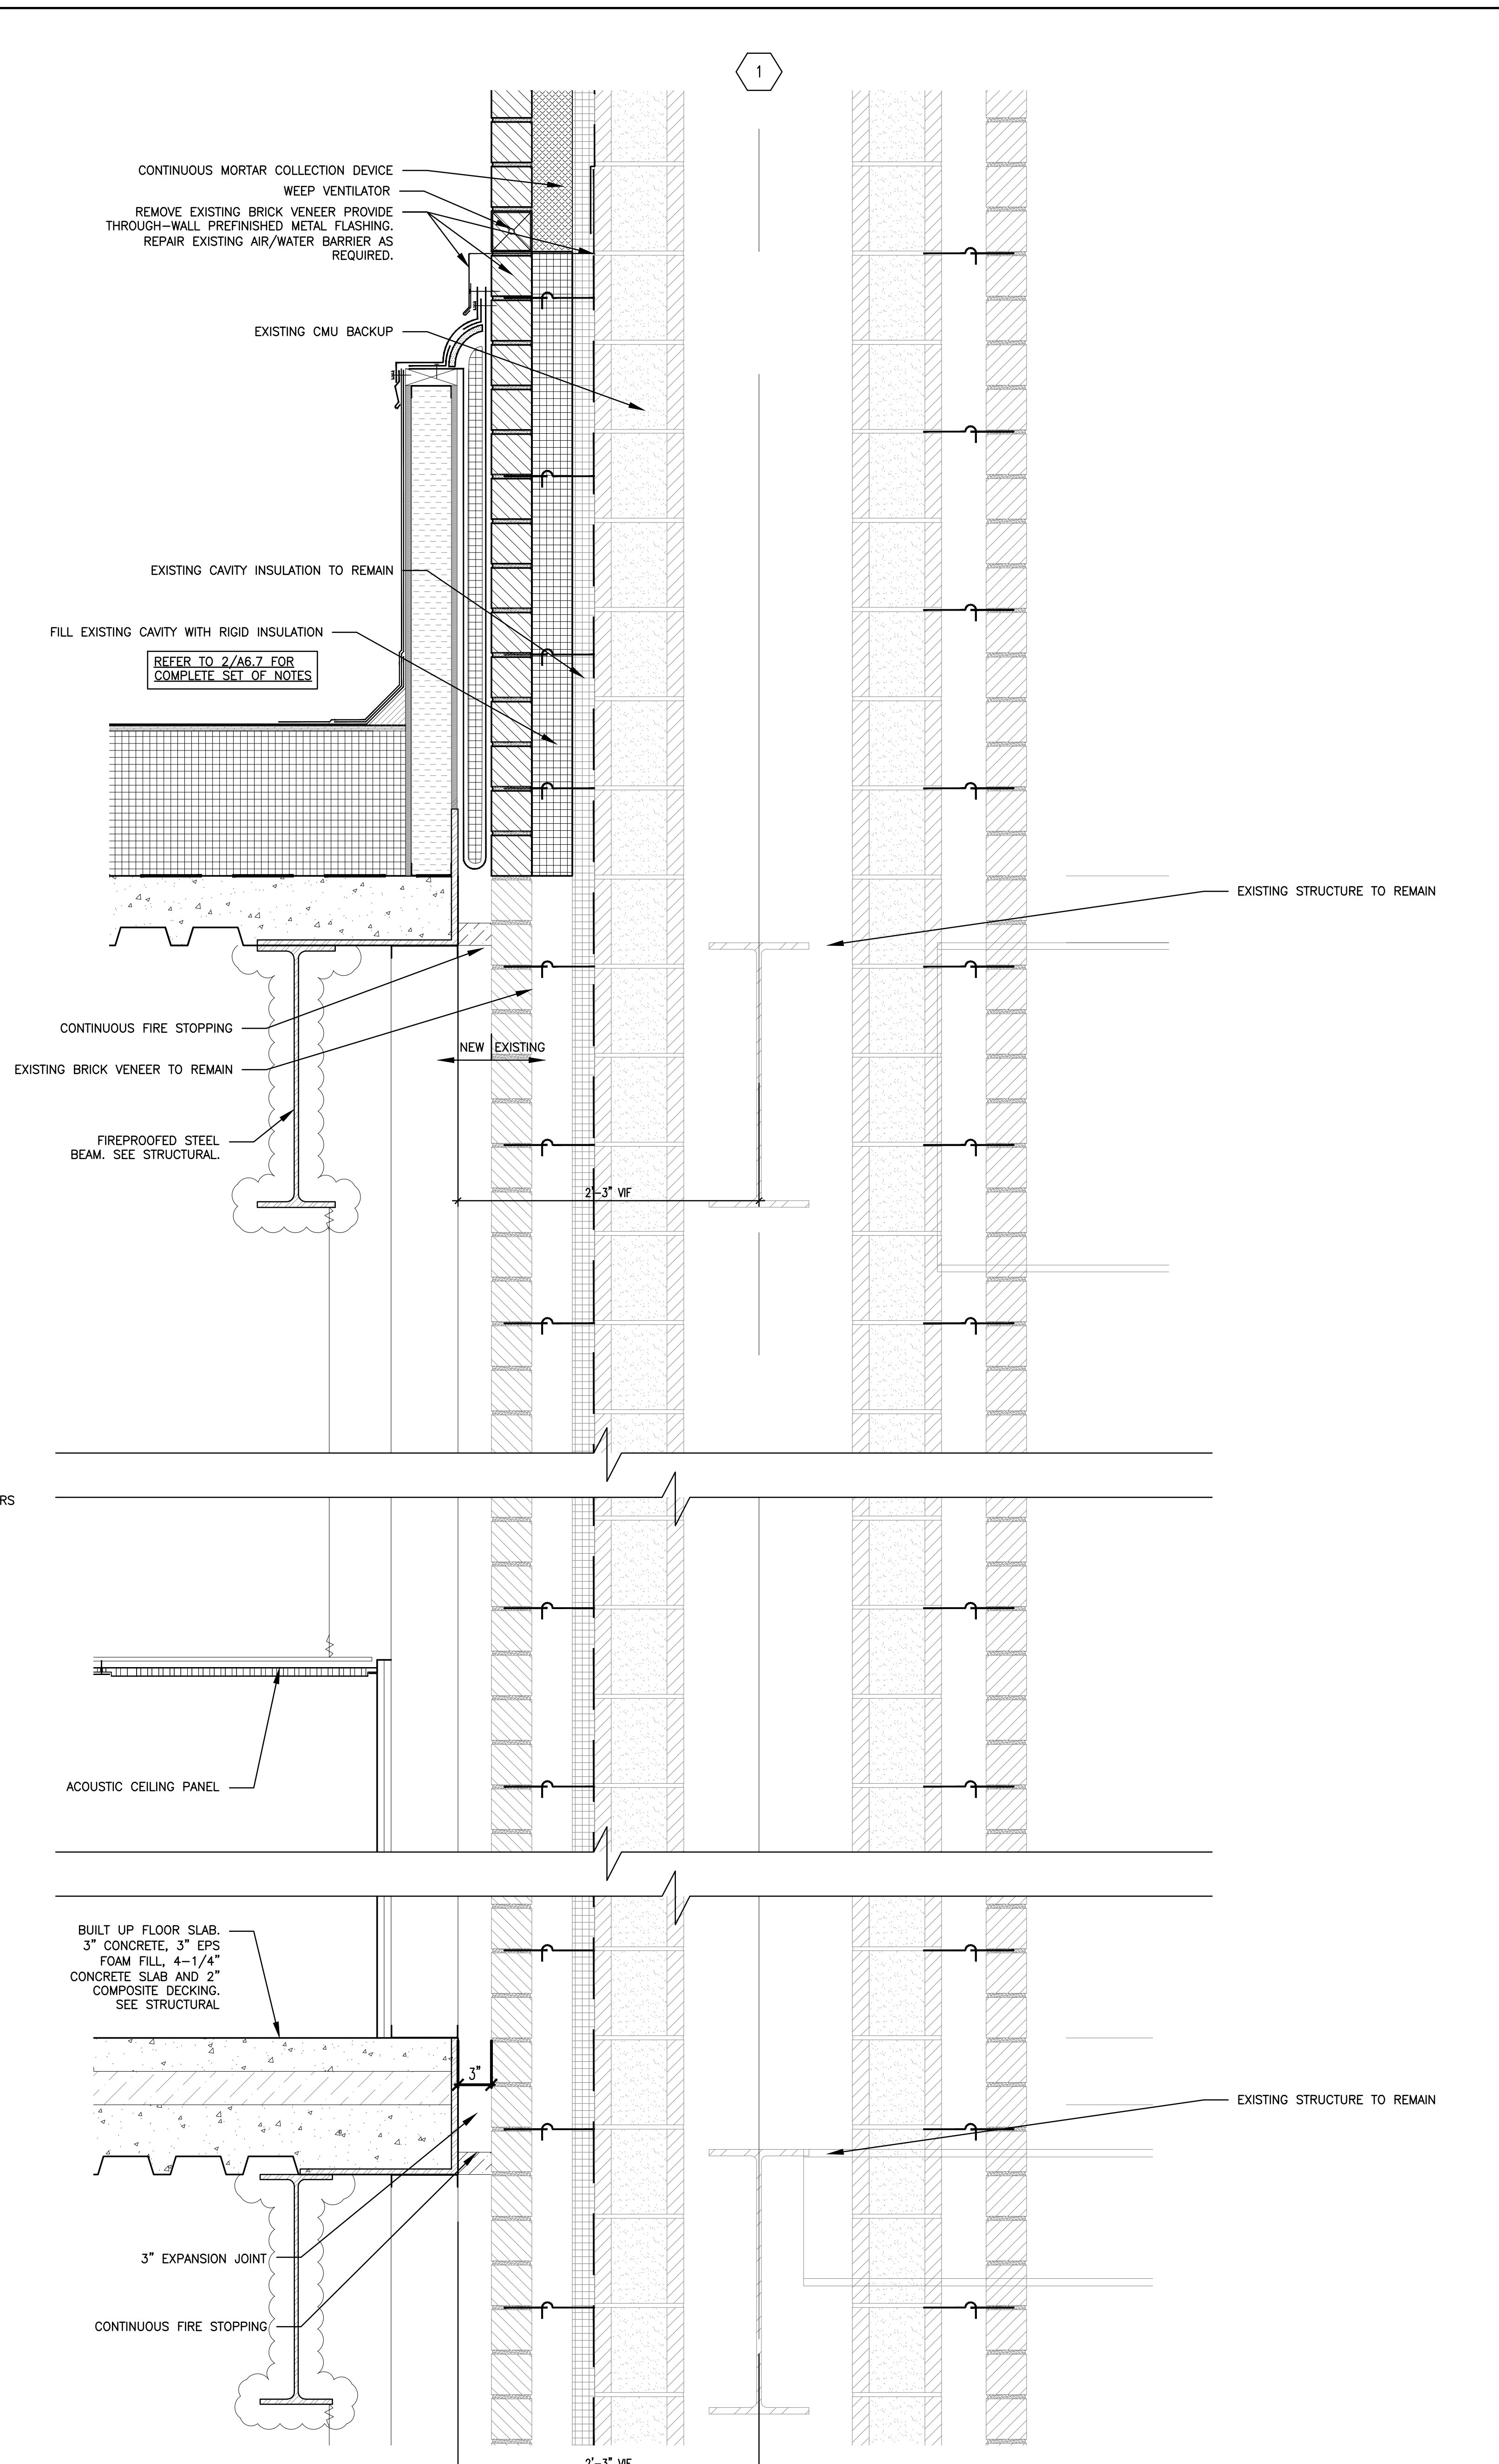 1
CONTINUOUS MORTAR COLLECTION DEVICE
WEEP VENTILATOR
REMOVE EXISTING BRICK VENEER PROVIDE
THROUGH-WALL PREFINISHED METAL FLASHING.
REPAIR EXISTING AIR/WATER BARRIER AS
REQUIRED.
EXISTING CMU BACKUP
EXISTING CAVITY INSULATION TO REMAIN
FILL EXISTING CAVITY WITH RIGID INSULATION
REFER TO 2/A6.7 FOR
COMPLETE SET OF NOTES
EXISTING STRUCTURE TO REMAIN
CONTINUOUS FIRE STOPPING
NEW EXISTING
EXISTING BRICK VENEER TO REMAIN
FIREPROOFED STEEL
BEAM. SEE STRUCTURAL.
2'-3" VIF
RS
ACOUSTIC CEILING PANEL
BUILT UP FLOOR SLAB.
3" CONCRETE, 3" EPS
FOAM FILL, 4-1/4"
CONCRETE SLAB AND 2"
COMPOSITE DECKING.
SEE STRUCTURAL
3"
EXISTING STRUCTURE TO REMAIN
3" EXPANSION JOINT
CONTINUOUS FIRE STOPPING
2'-3" VIF